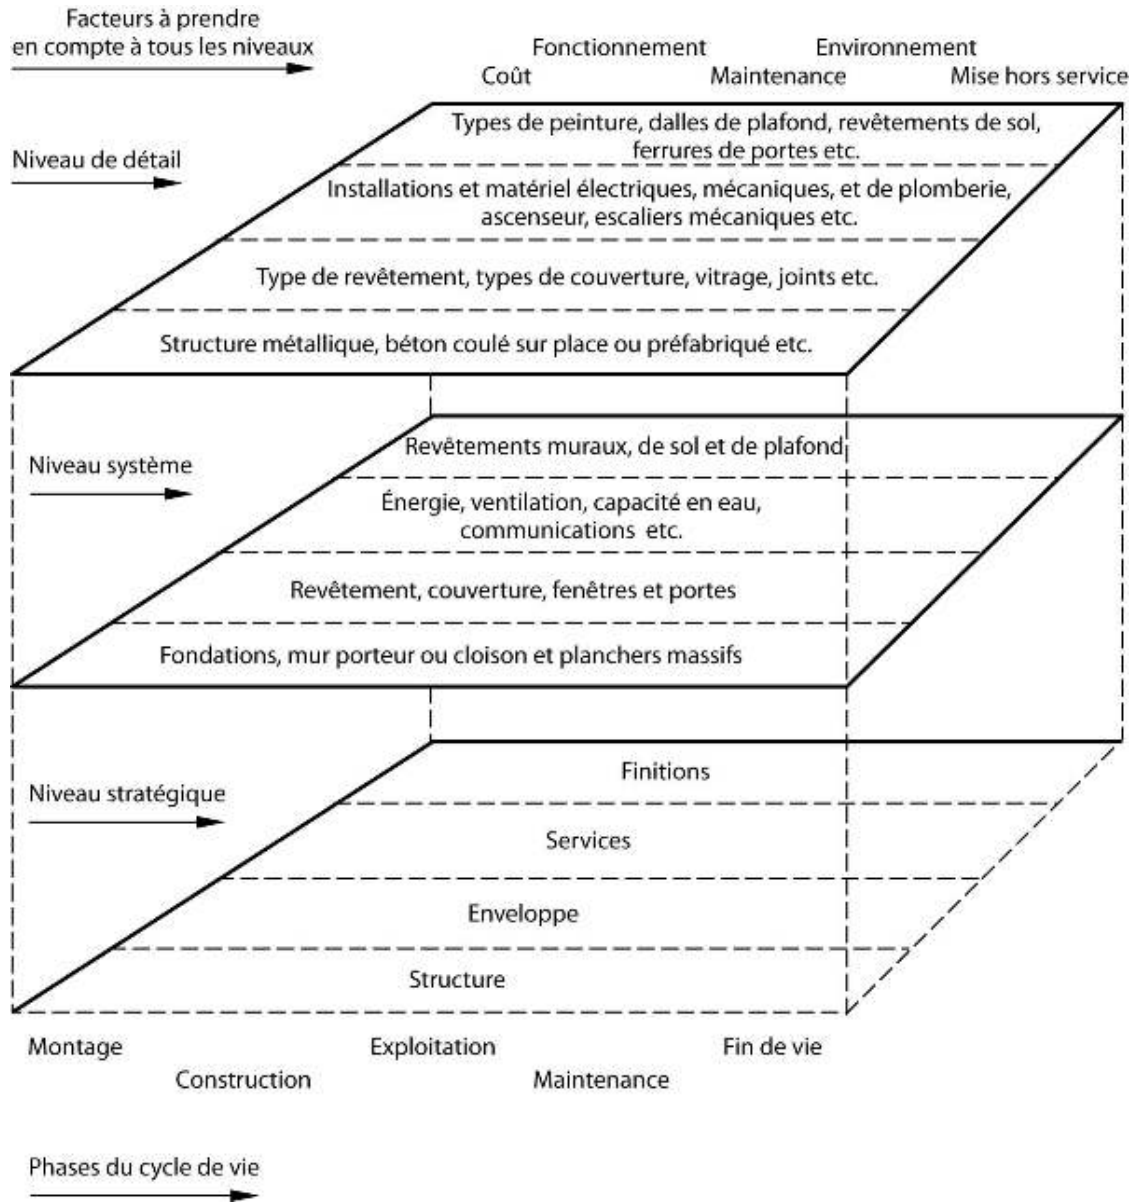 Facteurs à prendre
en compte à tous les niveaux
Fonctionnement Environnement
Coût Maintenance Mise hors service
Niveau de détail
Types de peinture, dalles de plafond, revêtements de sol,
ferrures de portes etc.
Installations et matériel électriques, mécaniques, et de plomberie,
ascenseur, escaliers mécaniques etc.
Type de revêtement, types de couverture, vitrage, joints etc.
Structure métallique, béton coulé sur place ou préfabriqué etc.
Niveau système
Revêtements muraux, de sol et de plafond
Énergie, ventilation, capacité en eau,
communications etc.
Revêtement, couverture, fenêtres et portes
Fondations, mur porteur ou cloison et planchers massifs
Niveau stratégique
Finitions
Services
Enveloppe
Structure
Montage Exploitation Fin de vie
Construction Maintenance
Phases du cycle de vie